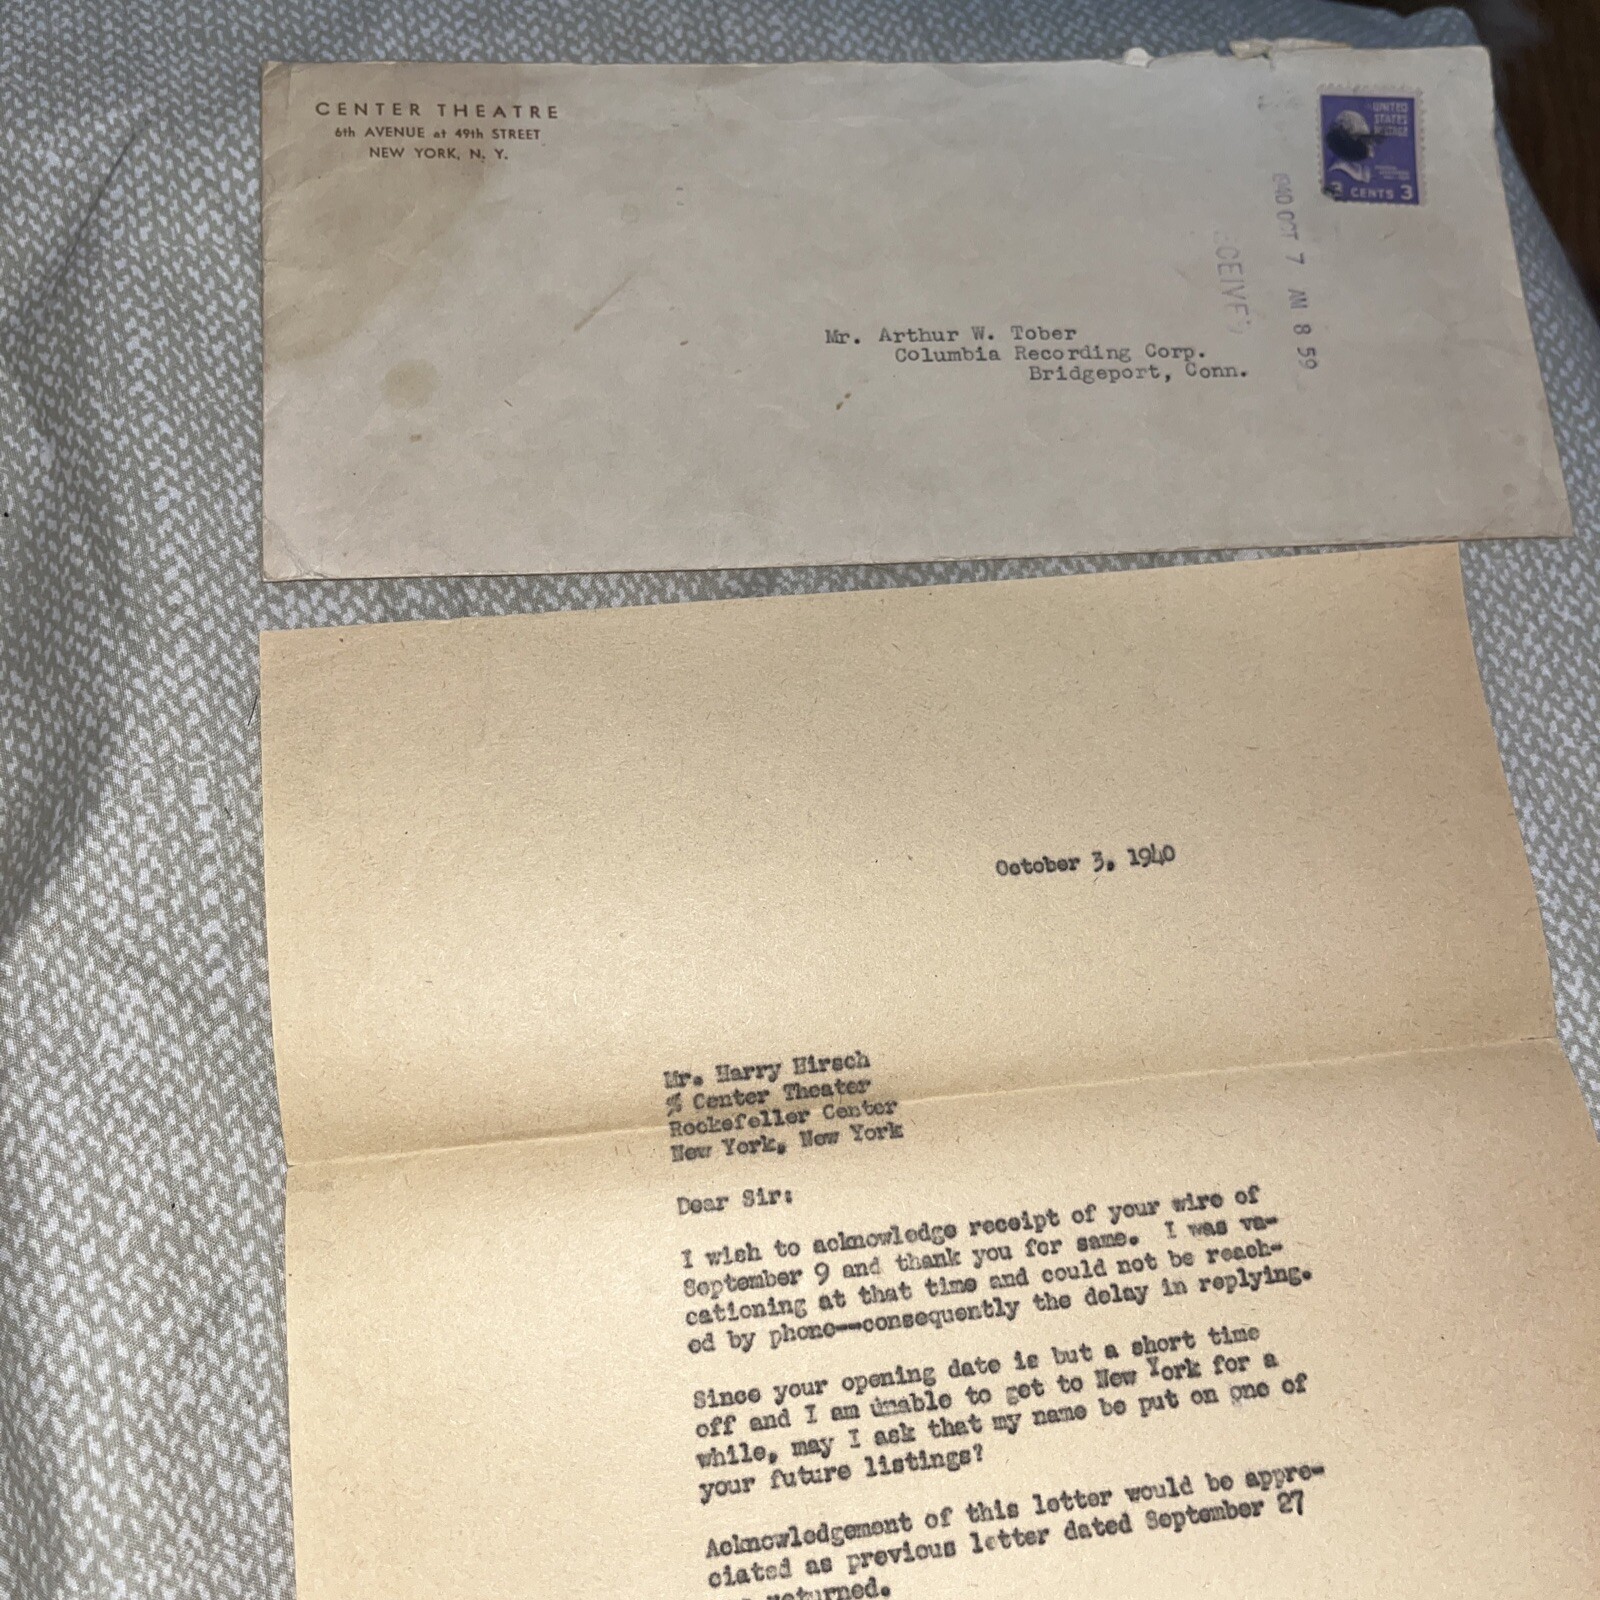 CENTER THEATRE
6th AVENUE at 49th STREET
NEW YORK, N. Y.
UNITED
STATES
POSTAGE
3 CENTS 3
1940 OCT 7 AM 8 59
Mr. Arthur W. Tober
Columbia Recording Corp.
Bridgeport, Conn.
October 3, 1940
Mr. Harry Hirsch
% Center Theater
Rockefeller Center
New York, New York
Dear Sir:
I wish to acknowledge receipt of your wire of
September 9 and thank you for same. I was va-
cationing at that time and could not be reach-
ed by phone--consequently the delay in replying.
Since your opening date is but a short time
off and I am unable to get to New York for a
while, may I ask that my name be put on one of
your future listings?
Acknowledgement of this letter would be appre-
ciated as previous letter dated September 27
returned.